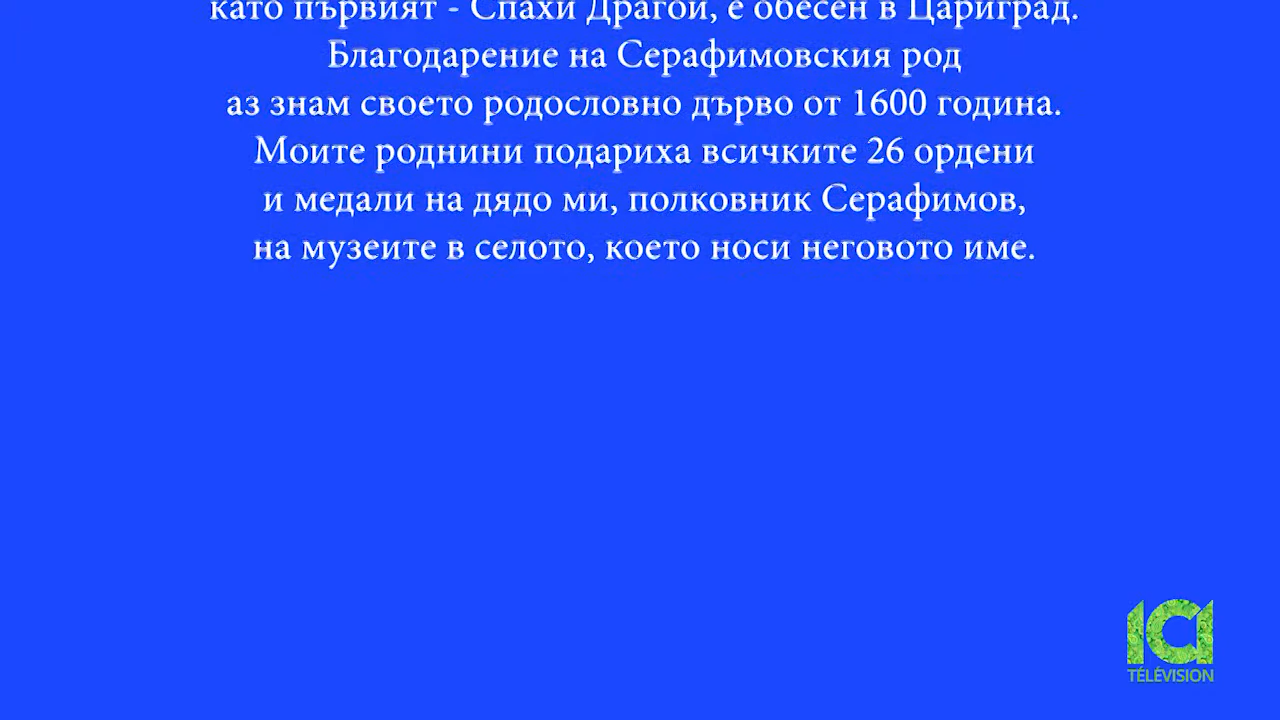 като първият - Спахи Драгой, е обесен в Цариград.
Благодарение на Серафимовския род
аз знам своето родословно дърво от 1600 година.
Моите роднини подариха всичките 26 ордени
и медали на дядо ми, полковник Серафимов,
на музеите в селото, което носи неговото име.
ICI
TÉLÉVISION